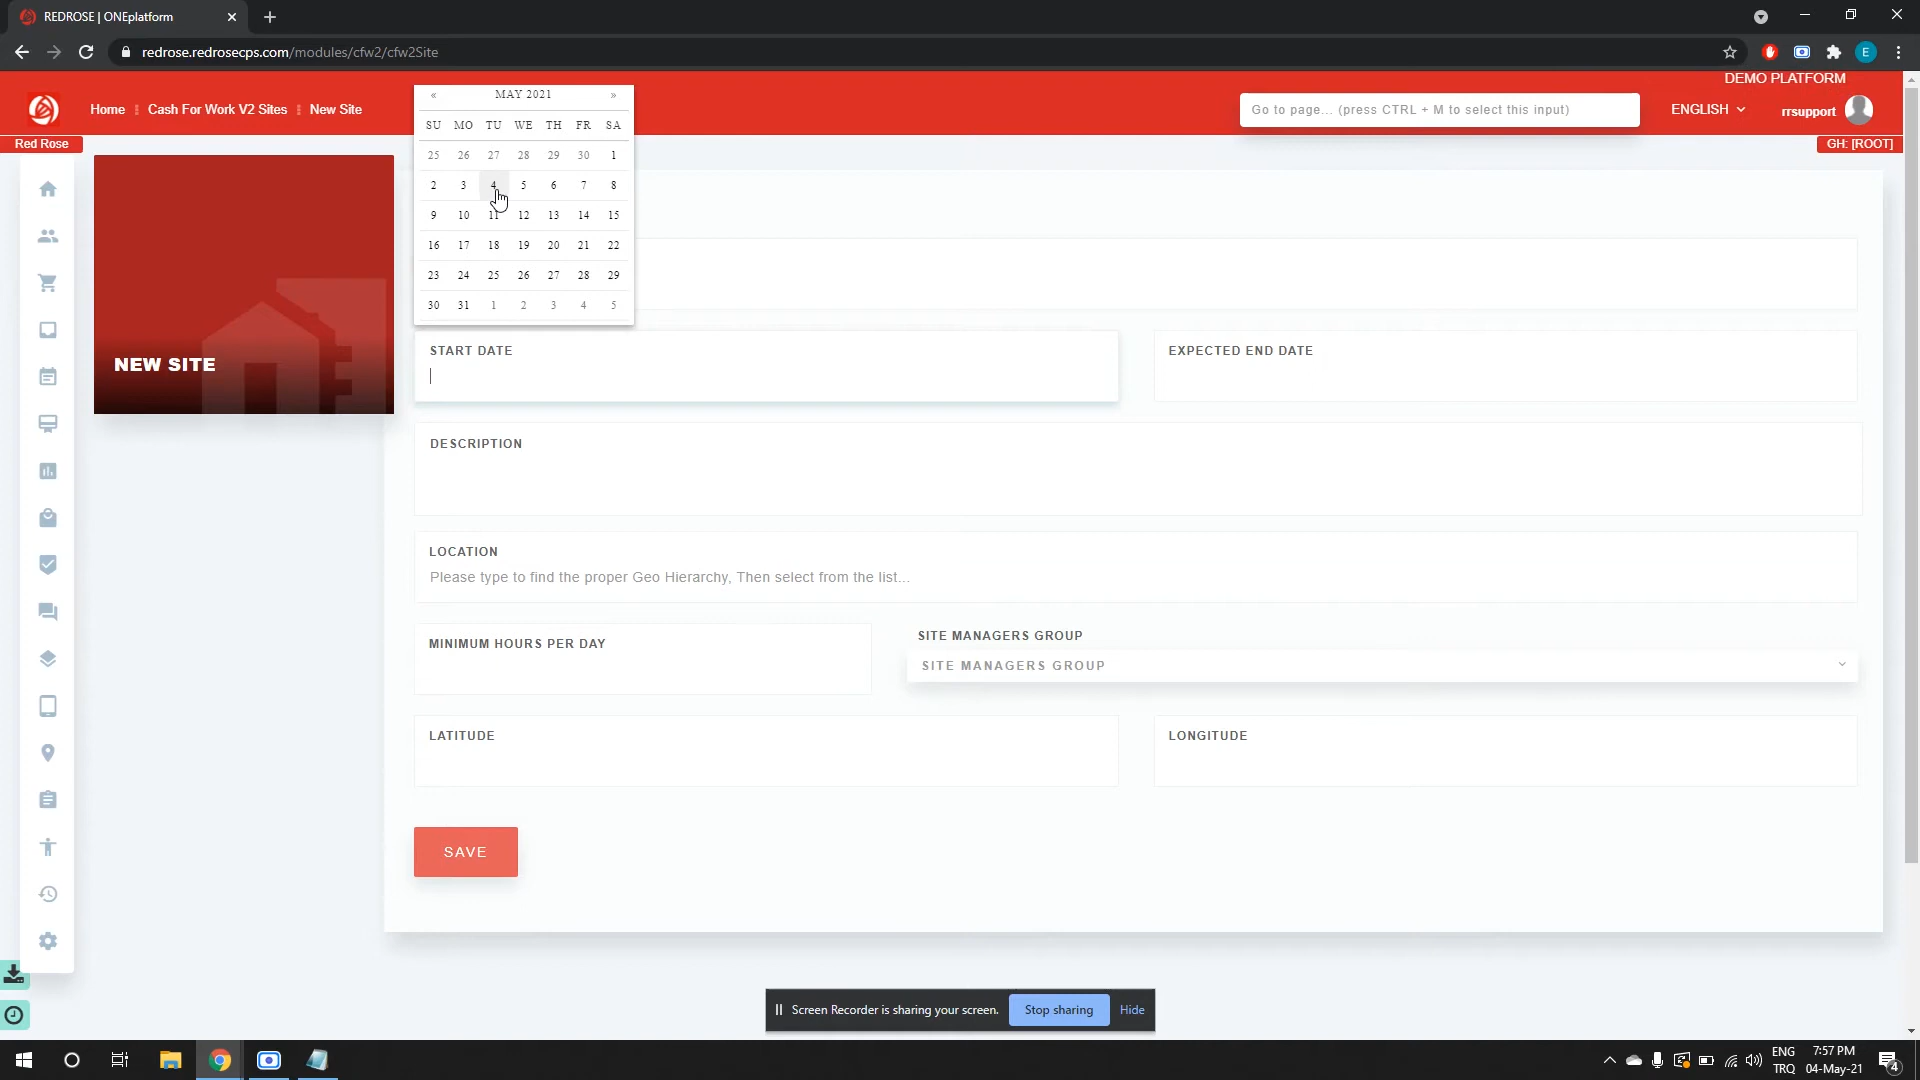 REDROSE | ONEplatform
redrose.redrosecps.com/modules/cfw2/cfw2Site
E
DEMO PLATFORM
Home
Cash For Work V2 Sites
New Site
Go to page... (press CTRL + M to select this input)
ENGLISH
rrsupport
Red Rose
GH: [ROOT]
« MAY 2021 »
SU MO TU WE TH FR SA
25 26 27 28 29 30 1
2 3 4 5 6 7 8
9 10 11 12 13 14 15
16 17 18 19 20 21 22
23 24 25 26 27 28 29
30 31 1 2 3 4 5
NEW SITE
START DATE
EXPECTED END DATE
DESCRIPTION
LOCATION
Please type to find the proper Geo Hierarchy, Then select from the list...
MINIMUM HOURS PER DAY
SITE MANAGERS GROUP
SITE MANAGERS GROUP
LATITUDE
LONGITUDE
SAVE
Screen Recorder is sharing your screen.
Stop sharing
Hide
ENG
TRQ
7:57 PM
04-May-21
4